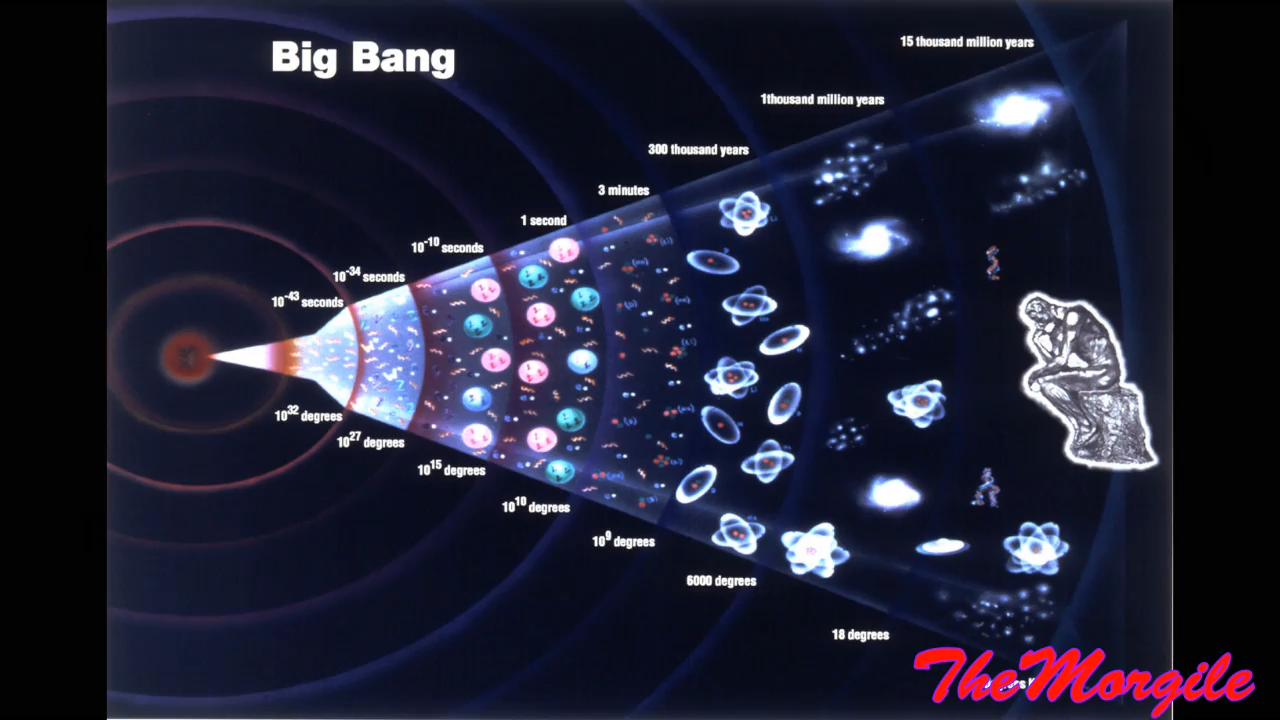 Big Bang
15 thousand million years
1thousand million years
300 thousand years
3 minutes
1 second
10-10 seconds
10-34 seconds
10-43 seconds
1032 degrees
1027 degrees
1015 degrees
1010 degrees
109 degrees
6000 degrees
18 degrees
TheMorgile